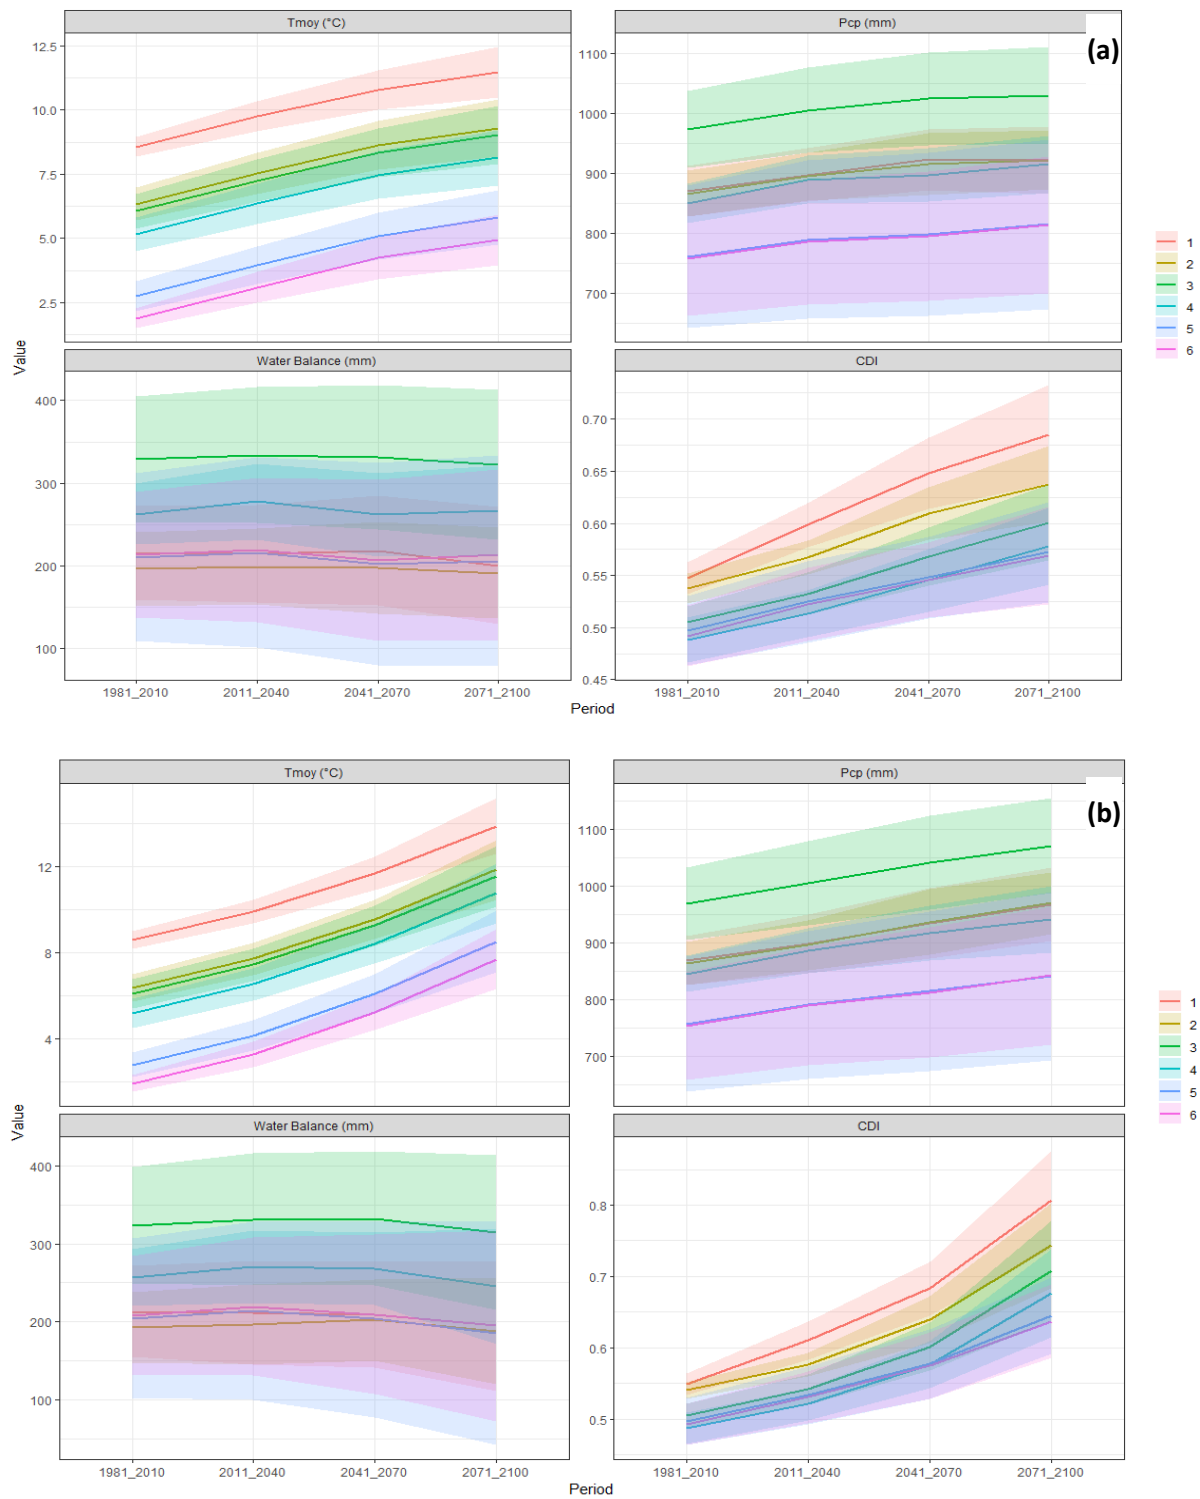 Tmoy (°C)
Pcp (mm)
(a)
12.5
10.0
7.5
5.0
2.5
1100
1000
900
800
700
Value
Water Balance (mm)
CDI
400
300
200
100
0.70
0.65
0.60
0.55
0.50
0.45
1981_2010 2011_2040 2041_2070 2071_2100
1981_2010 2011_2040 2041_2070 2071_2100
Period
1
2
3
4
5
6
Tmoy (°C)
Pcp (mm)
(b)
12
8
4
1100
1000
900
800
700
Value
Water Balance (mm)
CDI
400
300
200
100
0.8
0.7
0.6
0.5
1981_2010 2011_2040 2041_2070 2071_2100
1981_2010 2011_2040 2041_2070 2071_2100
Period
1
2
3
4
5
6